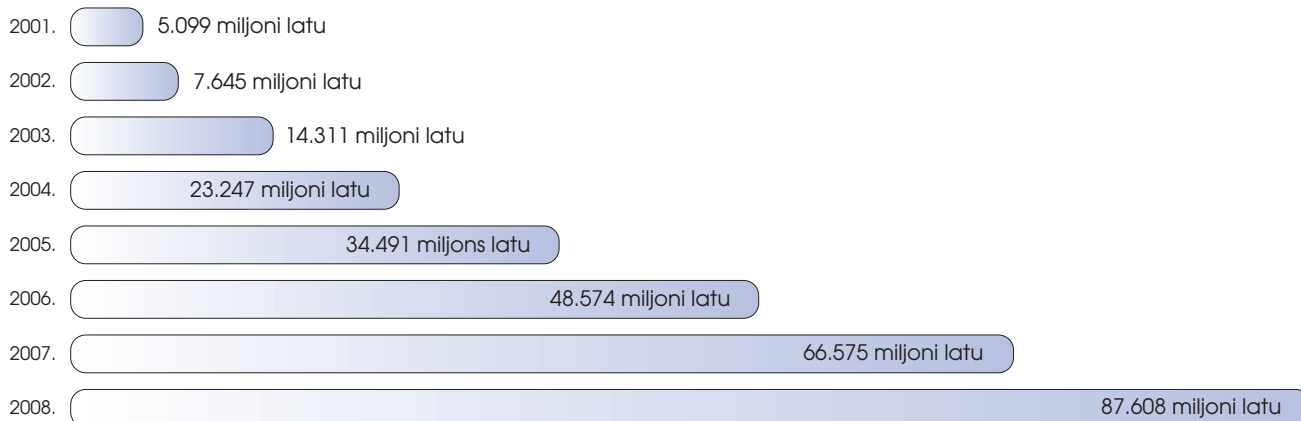 2001. 5.099 miljoni latu
2002. 7.645 miljoni latu
2003. 14.311 miljoni latu
2004. 23.247 miljoni latu
2005. 34.491 miljons latu
2006. 48.574 miljoni latu
2007. 66.575 miljoni latu
2008. 87.608 miljoni latu